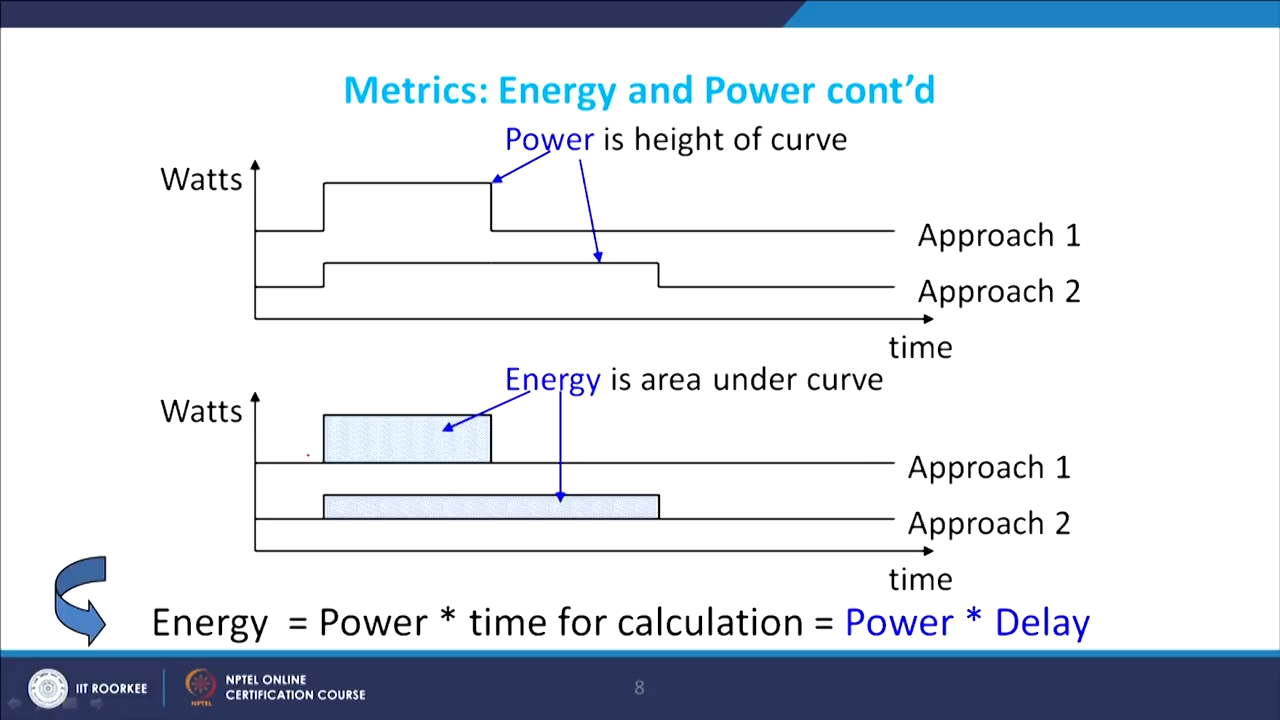 Metrics: Energy and Power cont’d
Power is height of curve
Watts
Approach 1
Approach 2
time
Energy is area under curve
Watts
Approach 1
Approach 2
time
Energy = Power * time for calculation = Power * Delay
IIT ROORKEE
NPTEL
NPTEL ONLINE
CERTIFICATION COURSE
8